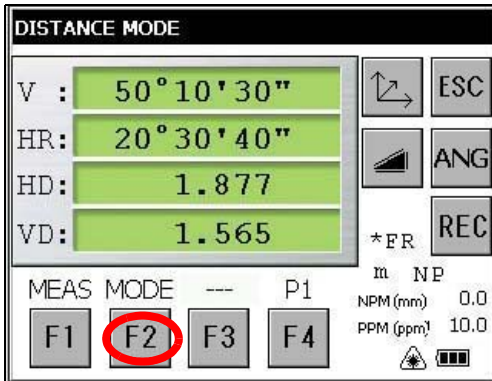 DISTANCE MODE
V : 50°10'30"
HR: 20°30'40"
HD: 1.877
VD: 1.565
ESC
ANG
REC
*FR
m NP
NPM (mm) 0.0
PPM (ppm) 10.0
MEAS MODE --- P1
F1 F2 F3 F4